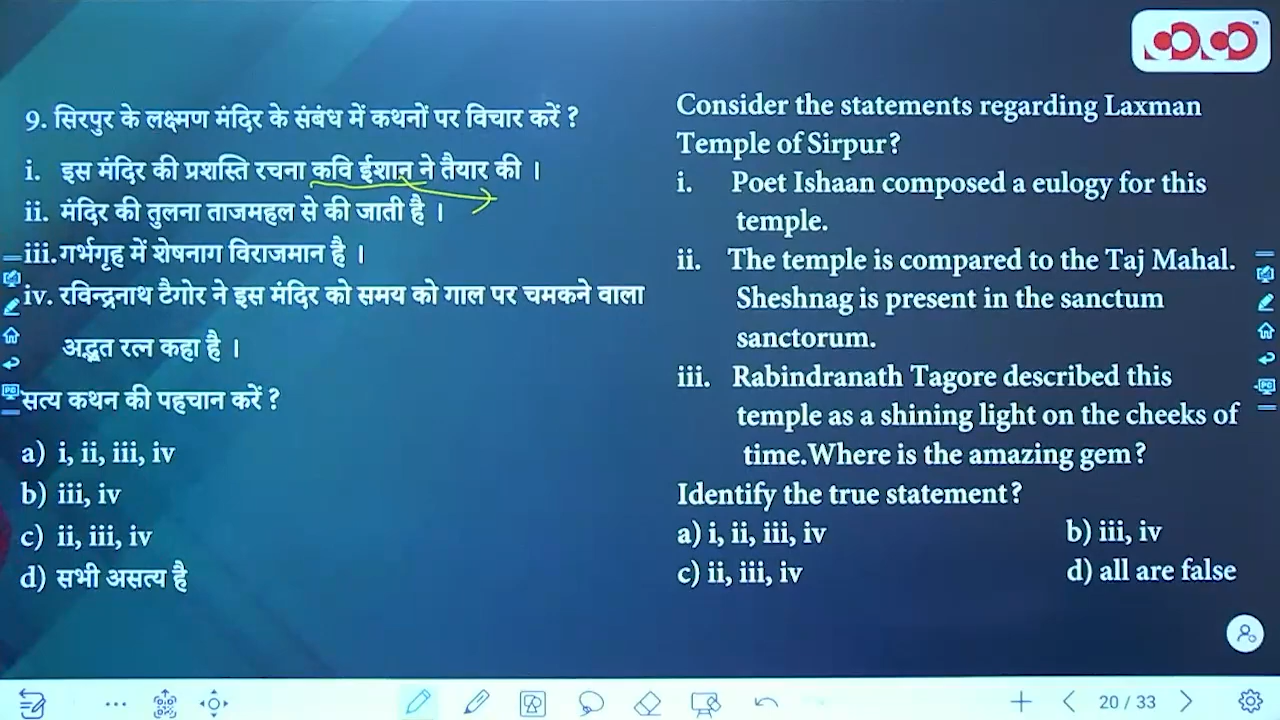 9. सिरपुर के लक्ष्मण मंदिर के संबंध में कथनों पर विचार करें ?
i. इस मंदिर की प्रशस्ति रचना कवि ईशान ने तैयार की ।
ii. मंदिर की तुलना ताजमहल से की जाती है ।
iii.गर्भगृह में शेषनाग विराजमान है ।
iv. रविन्द्रनाथ टैगोर ने इस मंदिर को समय को गाल पर चमकने वाला
अद्भूत रत्न कहा है ।
सत्य कथन की पहचान करें ?
a) i, ii, iii, iv
b) iii, iv
c) ii, iii, iv
d) सभी असत्य है
Consider the statements regarding Laxman
Temple of Sirpur?
i. Poet Ishaan composed a eulogy for this
temple.
ii. The temple is compared to the Taj Mahal.
Sheshnag is present in the sanctum
sanctorum.
iii. Rabindranath Tagore described this
temple as a shining light on the cheeks of
time.Where is the amazing gem?
Identify the true statement?
a) i, ii, iii, iv b) iii, iv
c) ii, iii, iv d) all are false
20 / 33